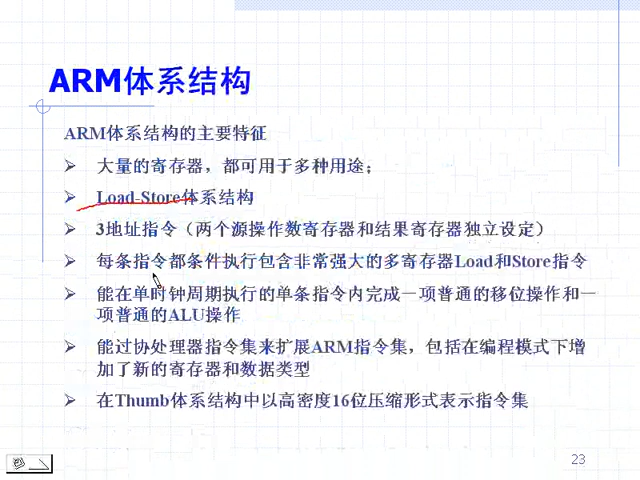 ARM体系结构
ARM体系结构的主要特征
大量的寄存器，都可用于多种用途；
Load-Store体系结构
3地址指令（两个源操作数寄存器和结果寄存器独立设定）
每条指令都条件执行包含非常强大的多寄存器Load和Store指令
能在单时钟周期执行的单条指令内完成一项普通的移位操作和一
项普通的ALU操作
能过协处理器指令集来扩展ARM指令集，包括在编程模式下增
加了新的寄存器和数据类型
在Thumb体系结构中以高密度16位压缩形式表示指令集
23